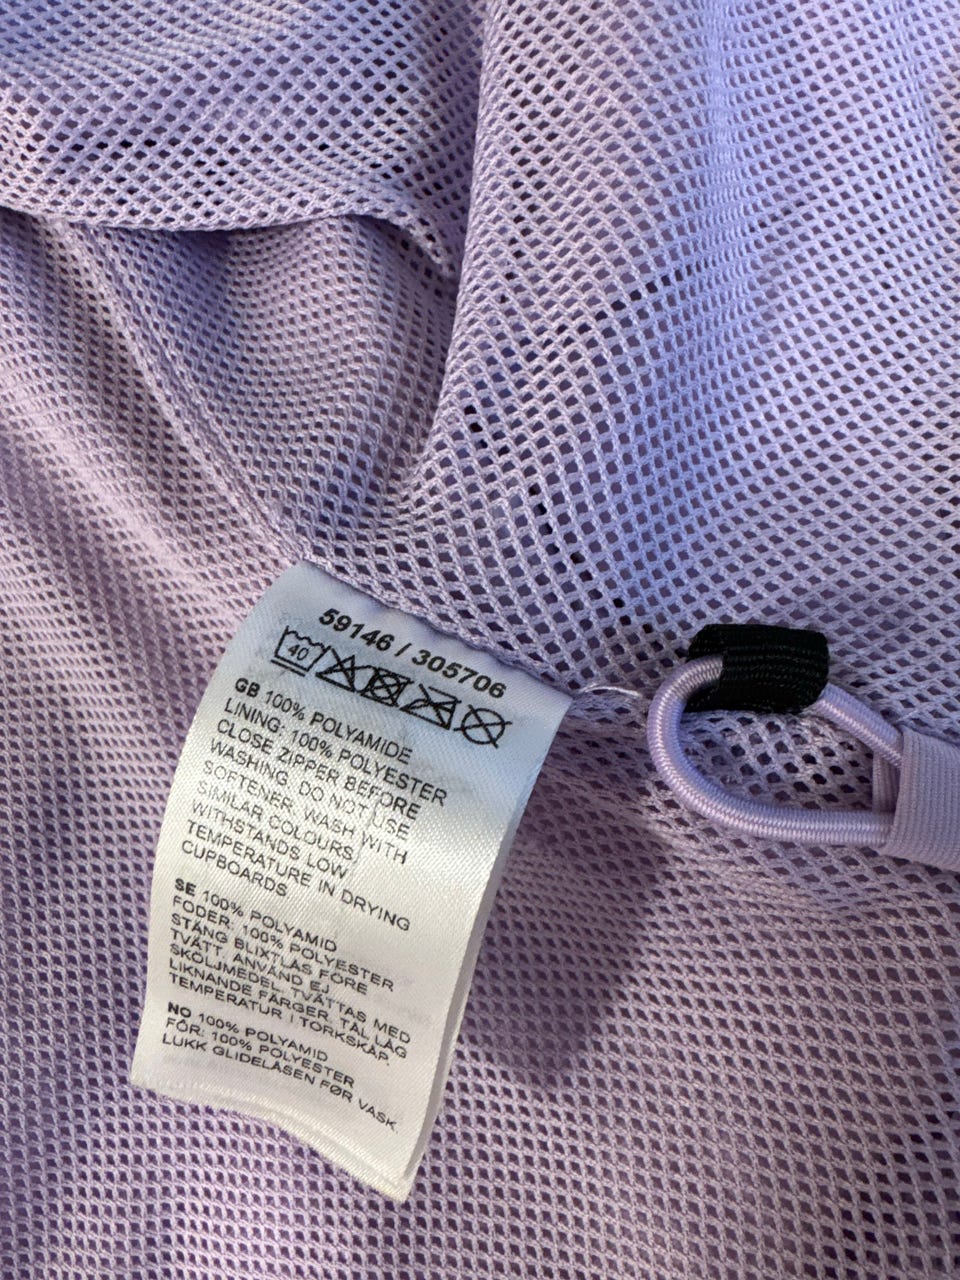 59146 / 305706
40
GB 100% POLYAMIDE
LINING: 100% POLYESTER
CLOSE ZIPPER BEFORE
WASHING. DO NOT USE
SOFTENER. WASH WITH
SIMILAR COLOURS.
WITHSTANDS LOW
TEMPERATURE IN DRYING
CUPBOARDS
SE 100% POLYAMID
FODER: 100% POLYESTER
STÄNG BLIXTLÅS FÖRE
TVÄTT. ANVÄND EJ
SKÖLJMEDEL. TVÄTTAS MED
LIKNANDE FÄRGER. TÅL LÅG
TEMPERATUR I TORKSKÅP.
NO 100% POLYAMID
FÔR: 100% POLYESTER
LUKK GLIDELÅSEN FØR VASK.